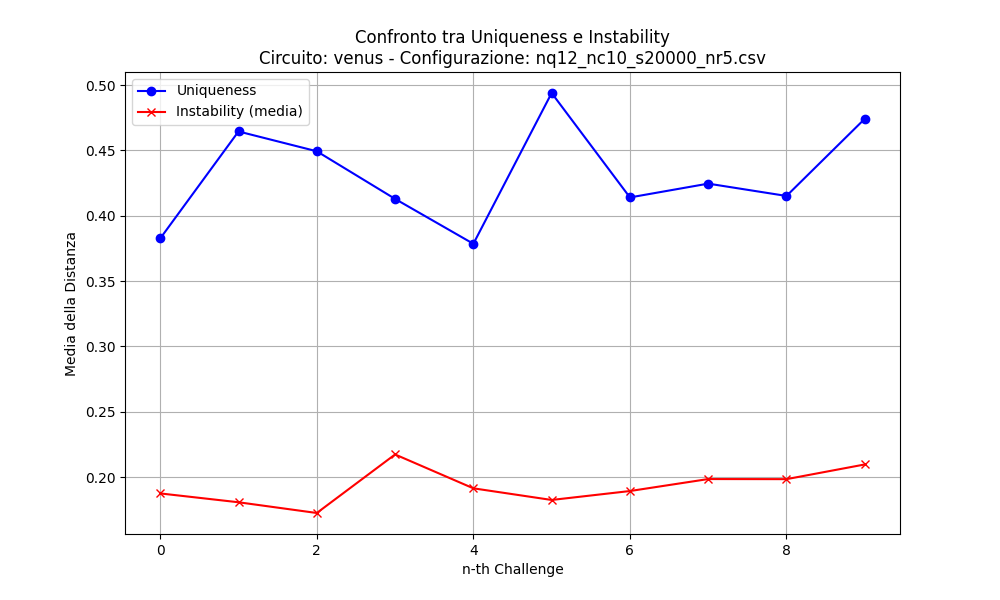 Confronto tra Uniqueness e Instability
Circuito: venus - Configurazione: nq12_nc10_s20000_nr5.csv
Uniqueness
Instability (media)
Media della Distanza
0.50
0.45
0.40
0.35
0.30
0.25
0.20
0 2 4 6 8
n-th Challenge